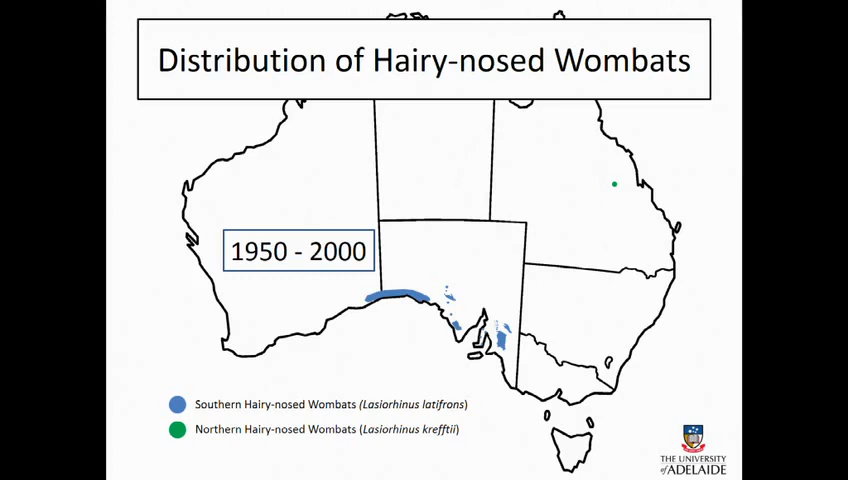 Distribution of Hairy-nosed Wombats
1950 - 2000
Southern Hairy-nosed Wombats (Lasiorhinus latifrons)
Northern Hairy-nosed Wombats (Lasiorhinus krefftii)
THE UNIVERSITY
of ADELAIDE